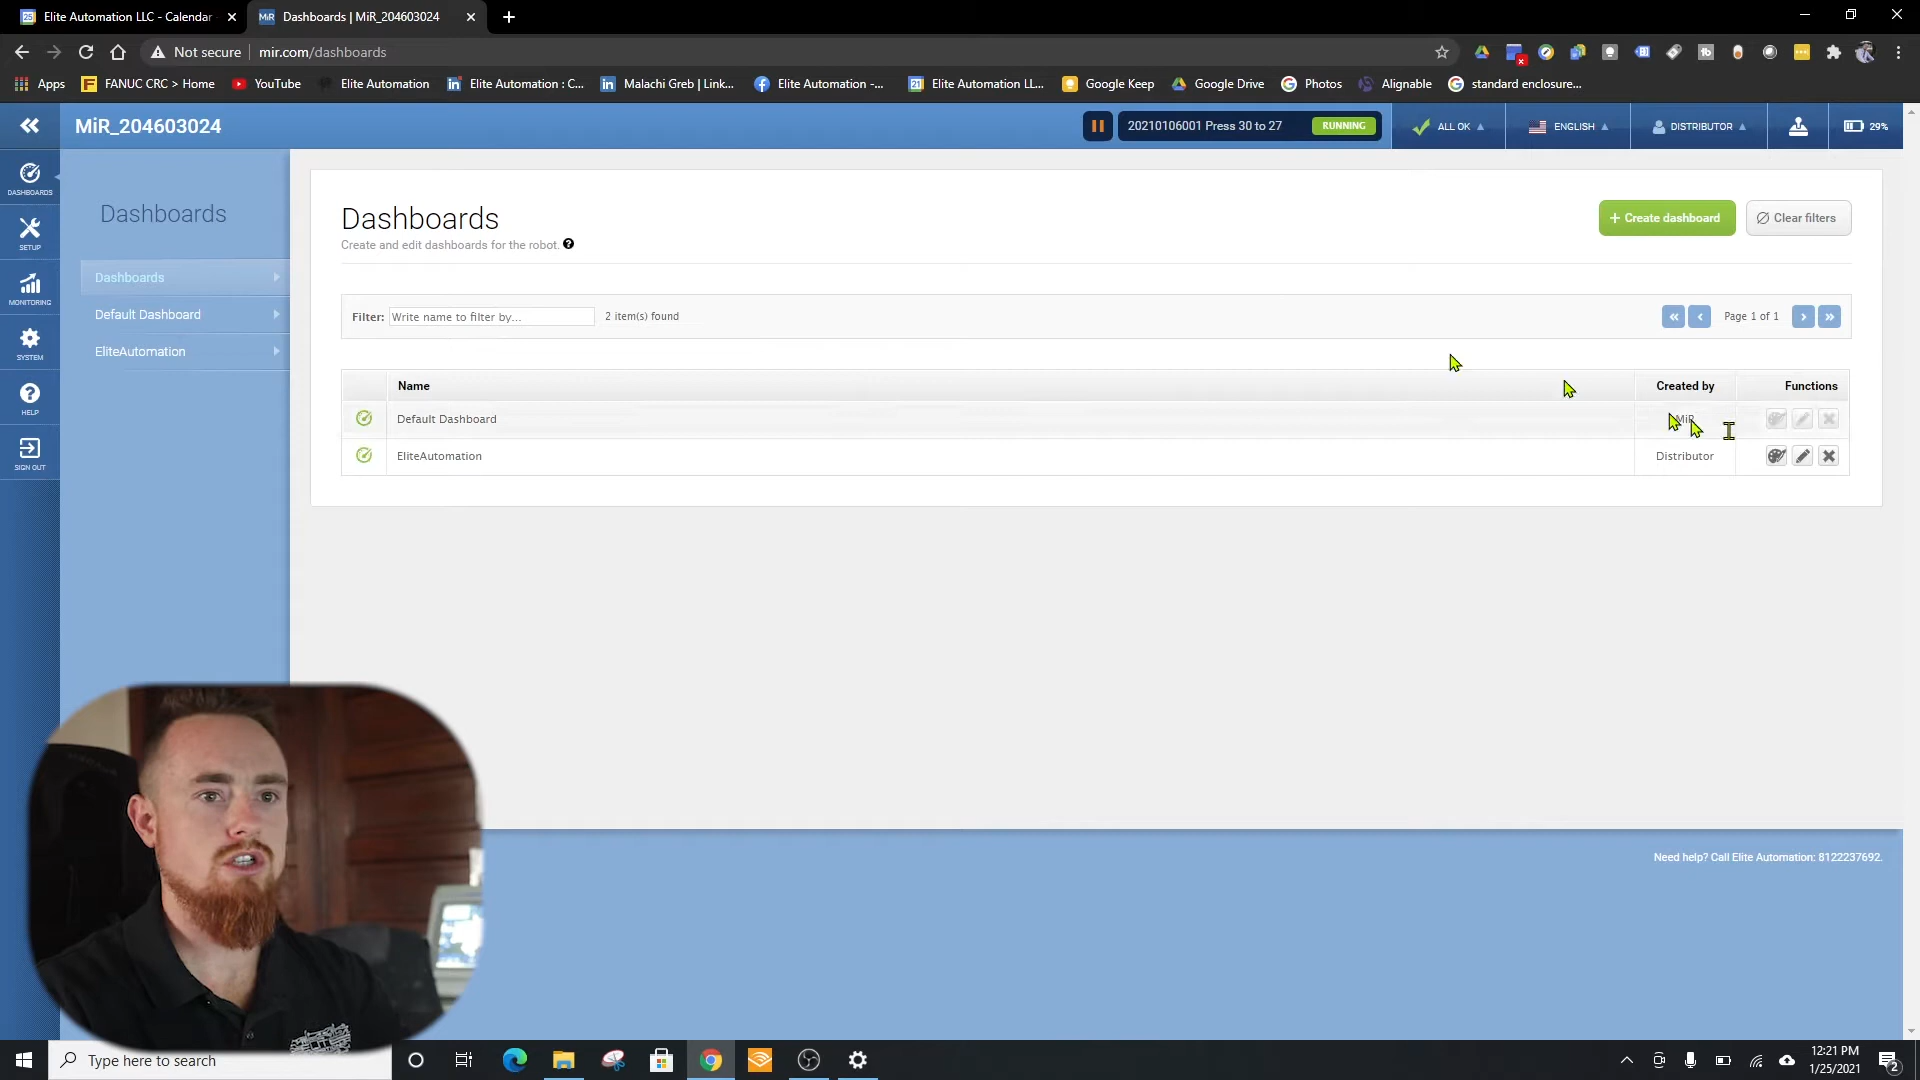 Elite Automation LLC - Calendar
Dashboards | MiR_204603024
Not secure
mir.com/dashboards
Apps
FANUC CRC > Home
YouTube
Elite Automation
Elite Automation : C...
Malachi Greb | Link...
Elite Automation -...
Elite Automation LL...
Google Keep
Google Drive
Photos
Alignable
standard enclosure...
MiR_204603024
20210106001 Press 30 to 27
RUNNING
ALL OK
ENGLISH
DISTRIBUTOR
29%
DASHBOARDS
SETUP
MONITORING
SYSTEM
HELP
SIGN OUT
Dashboards
Dashboards
Default Dashboard
EliteAutomation
Dashboards
Create and edit dashboards for the robot.
+ Create dashboard
Clear filters
Filter: Write name to filter by... 2 item(s) found
Page 1 of 1
Name Created by Functions
Default Dashboard MiR
EliteAutomation Distributor
Need help? Call Elite Automation: 8122237692.
Type here to search
12:21 PM
1/25/2021
2